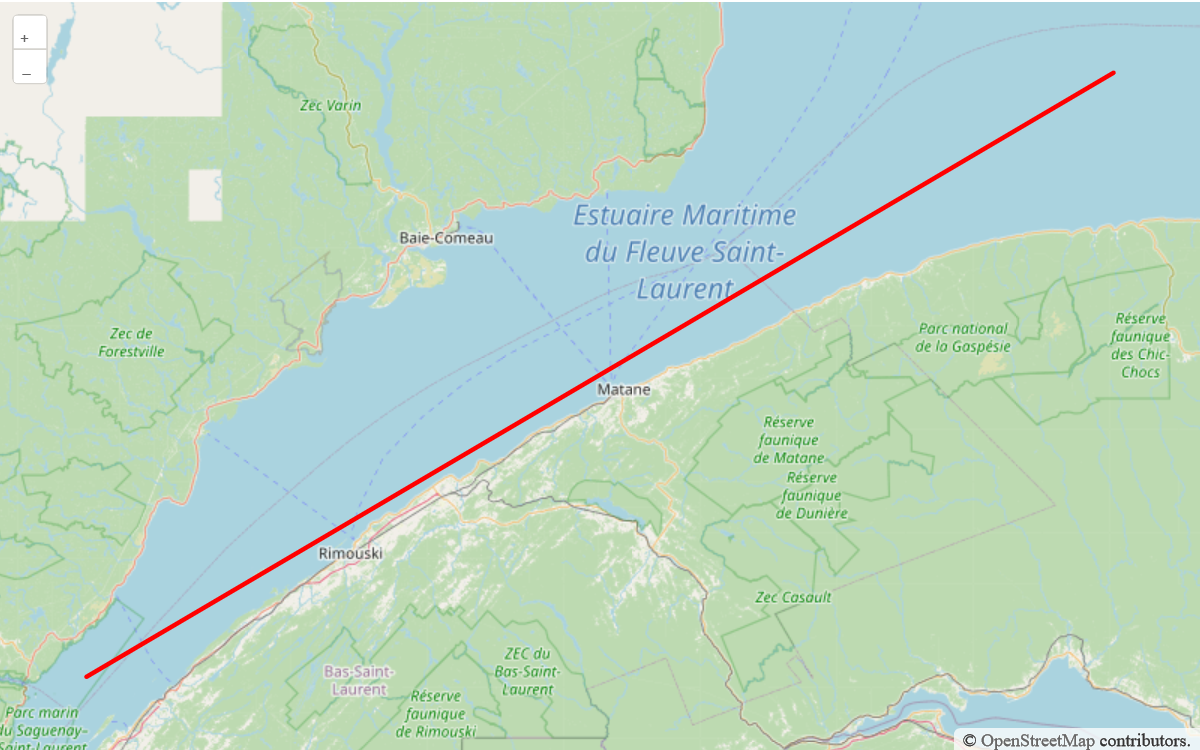 +
–
Zec Varin
Estuaire Maritime
du Fleuve Saint-
Laurent
Baie-Comeau
Zec de
Forestville
Parc national
de la Gaspésie
Réserve
faunique
des Chic-
Chocs
Matane
Réserve
faunique
de Matane
Réserve
faunique
de Dunière
Rimouski
Zec Casault
ZEC du
Bas-Saint-
Laurent
Bas-Saint-
Laurent
Réserve
faunique
de Rimouski
Parc marin
du Saguenay–
Saint-Laurent
© OpenStreetMap contributors.